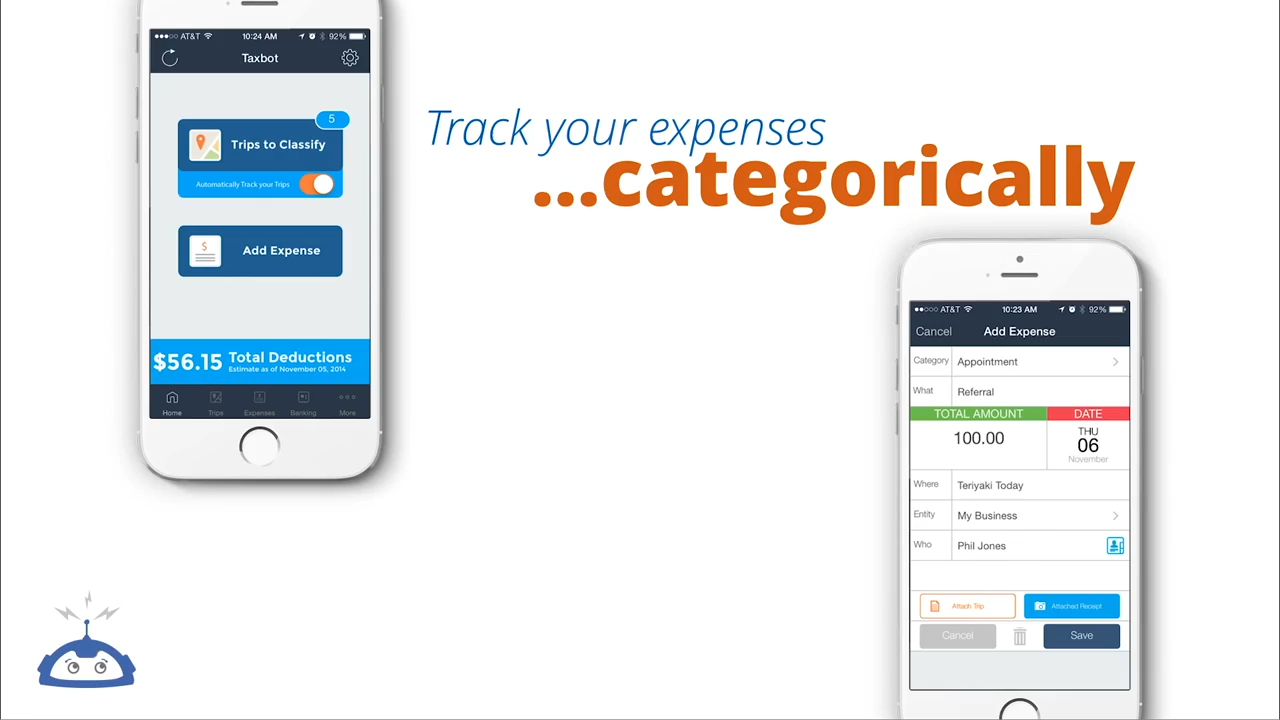 AT&T 10:24 AM 92%
Taxbot
5
Trips to Classify
Automatically Track your Trips
Add Expense
$56.15 Total Deductions
Estimate as of November 05, 2014
Home Trips Expenses Banking More
Track your expenses
...categorically
AT&T 10:23 AM 92%
Cancel Add Expense
Category Appointment
What Referral
TOTAL AMOUNT DATE
100.00 THU
06
November
Where Teriyaki Today
Entity My Business
Who Phil Jones
Attach Trip Attached Receipt
Cancel Save